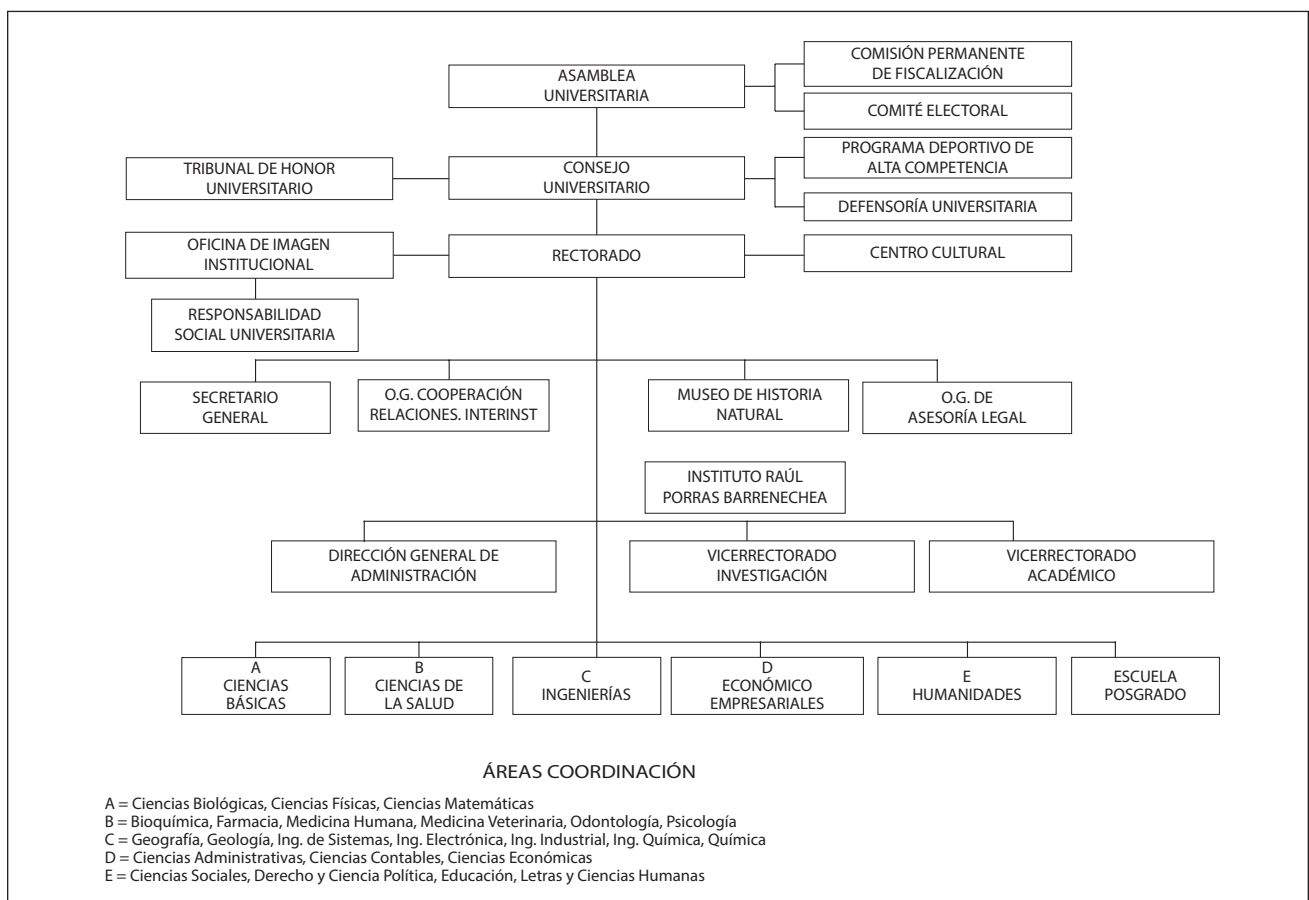 COMISIÓN PERMANENTE
DE FISCALIZACIÓN
ASAMBLEA
UNIVERSITARIA
COMITÉ ELECTORAL
PROGRAMA DEPORTIVO DE
ALTA COMPETENCIA
TRIBUNAL DE HONOR
UNIVERSITARIO
CONSEJO
UNIVERSITARIO
DEFENSORÍA UNIVERSITARIA
OFICINA DE IMAGEN
INSTITUCIONAL
RECTORADO
CENTRO CULTURAL
RESPONSABILIDAD
SOCIAL UNIVERSITARIA
SECRETARIO
GENERAL
O.G. COOPERACIÓN
RELACIONES. INTERINST
MUSEO DE HISTORIA
NATURAL
O.G. DE
ASESORÍA LEGAL
INSTITUTO RAÚL
PORRAS BARRENECHEA
DIRECCIÓN GENERAL DE
ADMINISTRACIÓN
VICERRECTORADO
INVESTIGACIÓN
VICERRECTORADO
ACADÉMICO
A
CIENCIAS
BÁSICAS
B
CIENCIAS DE
LA SALUD
C
INGENIERÍAS
D
ECONÓMICO
EMPRESARIALES
E
HUMANIDADES
ESCUELA
POSGRADO
ÁREAS COORDINACIÓN
A = Ciencias Biológicas, Ciencias Físicas, Ciencias Matemáticas
B = Bioquímica, Farmacia, Medicina Humana, Medicina Veterinaria, Odontología, Psicología
C = Geografía, Geología, Ing. de Sistemas, Ing. Electrónica, Ing. Industrial, Ing. Química, Química
D = Ciencias Administrativas, Ciencias Contables, Ciencias Económicas
E = Ciencias Sociales, Derecho y Ciencia Política, Educación, Letras y Ciencias Humanas